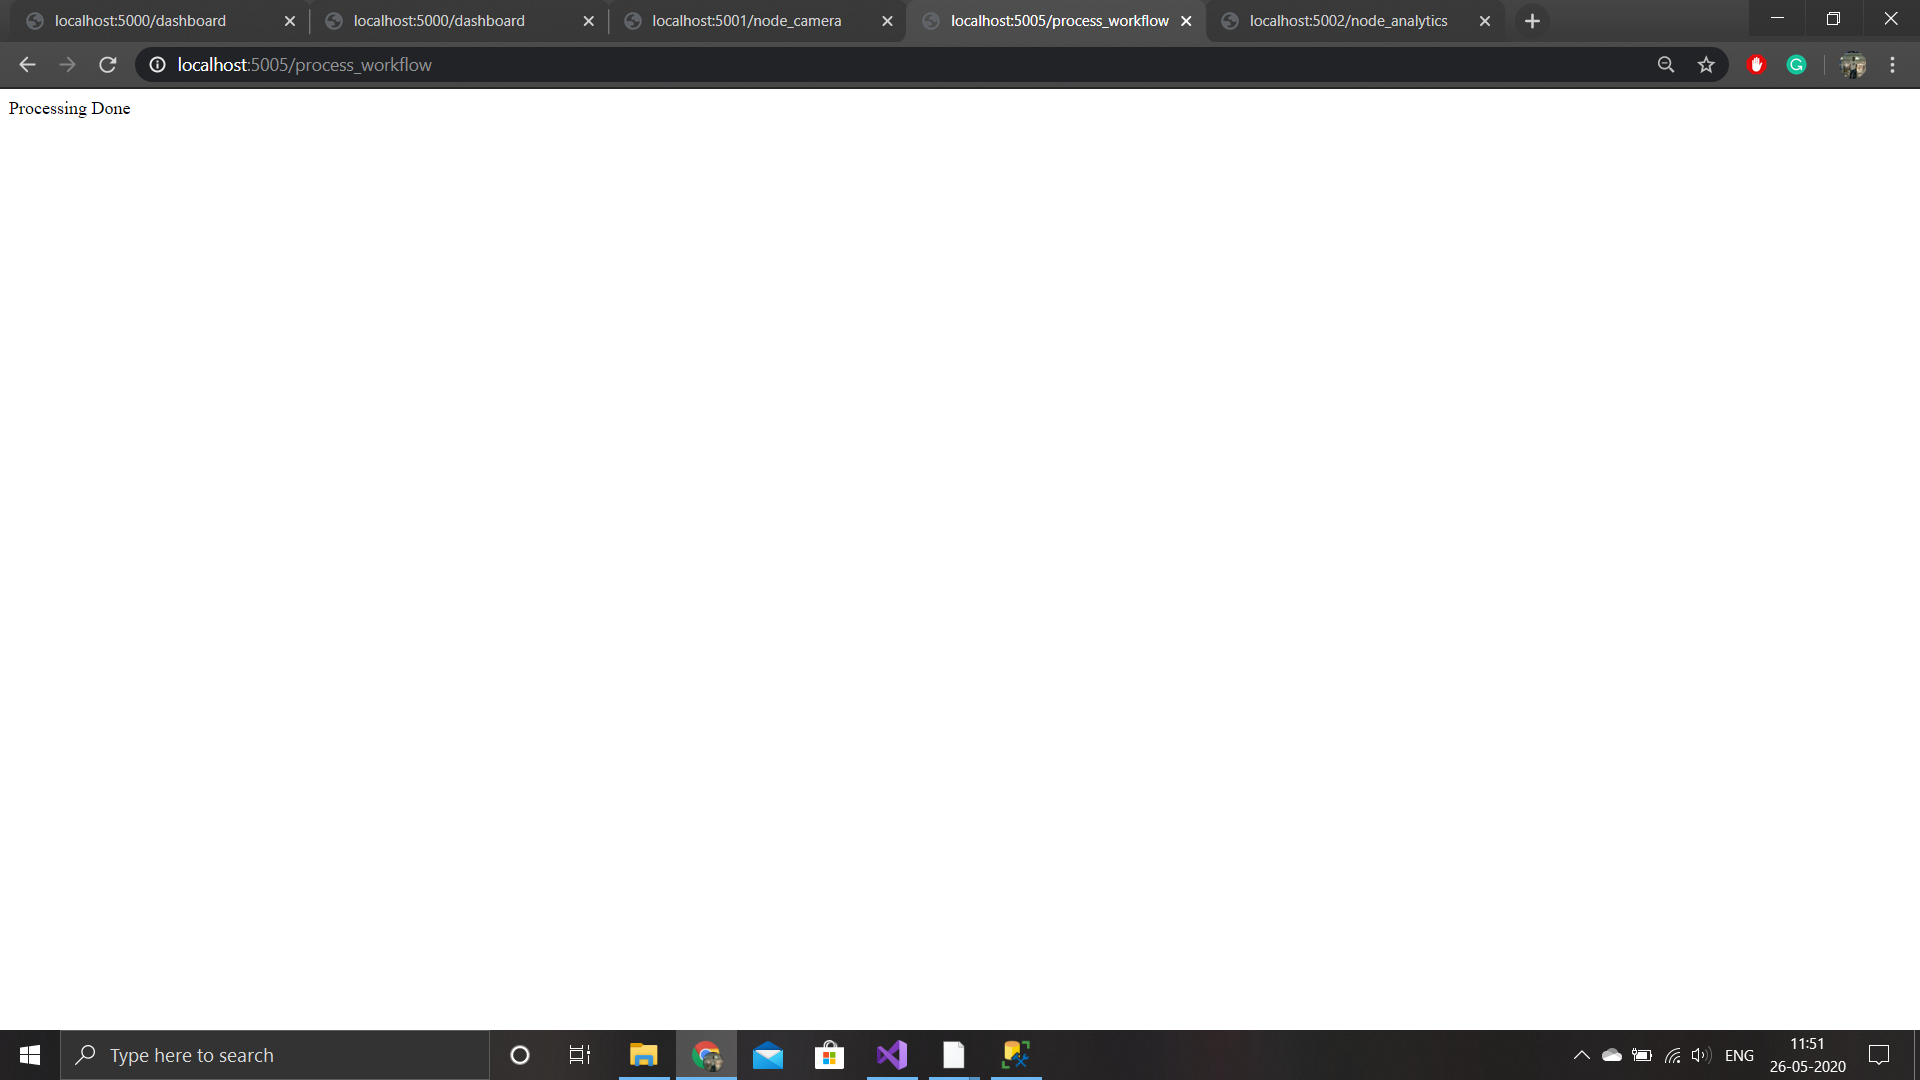 localhost:5000/dashboard
localhost:5000/dashboard
localhost:5001/node_camera
localhost:5005/process_workflow
localhost:5002/node_analytics
localhost:5005/process_workflow
Processing Done
Type here to search
ENG
11:51
26-05-2020